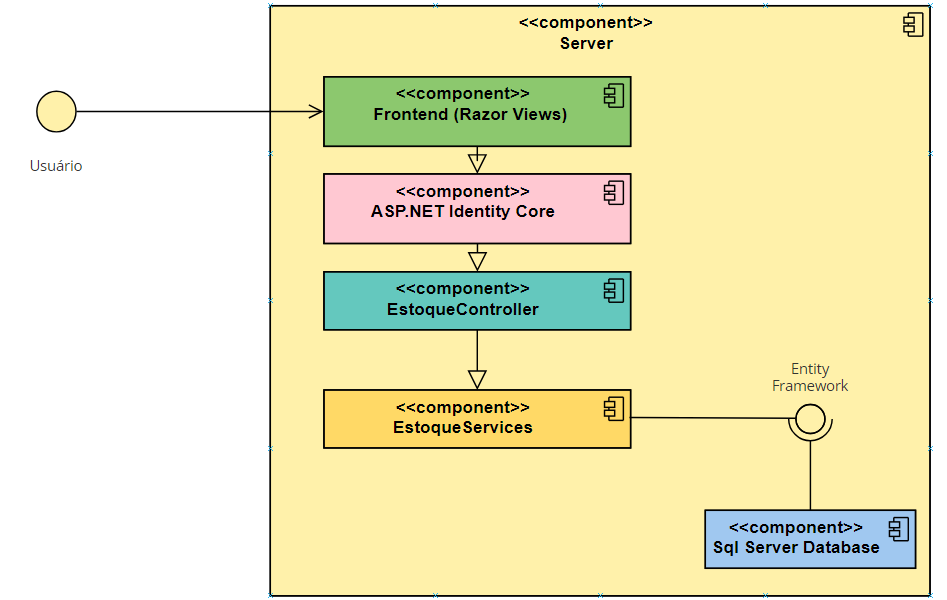 <<component>>
Server
<<component>>
Frontend (Razor Views)
Usuário
<<component>>
ASP.NET Identity Core
<<component>>
EstoqueController
Entity
Framework
<<component>>
EstoqueServices
<<component>>
Sql Server Database